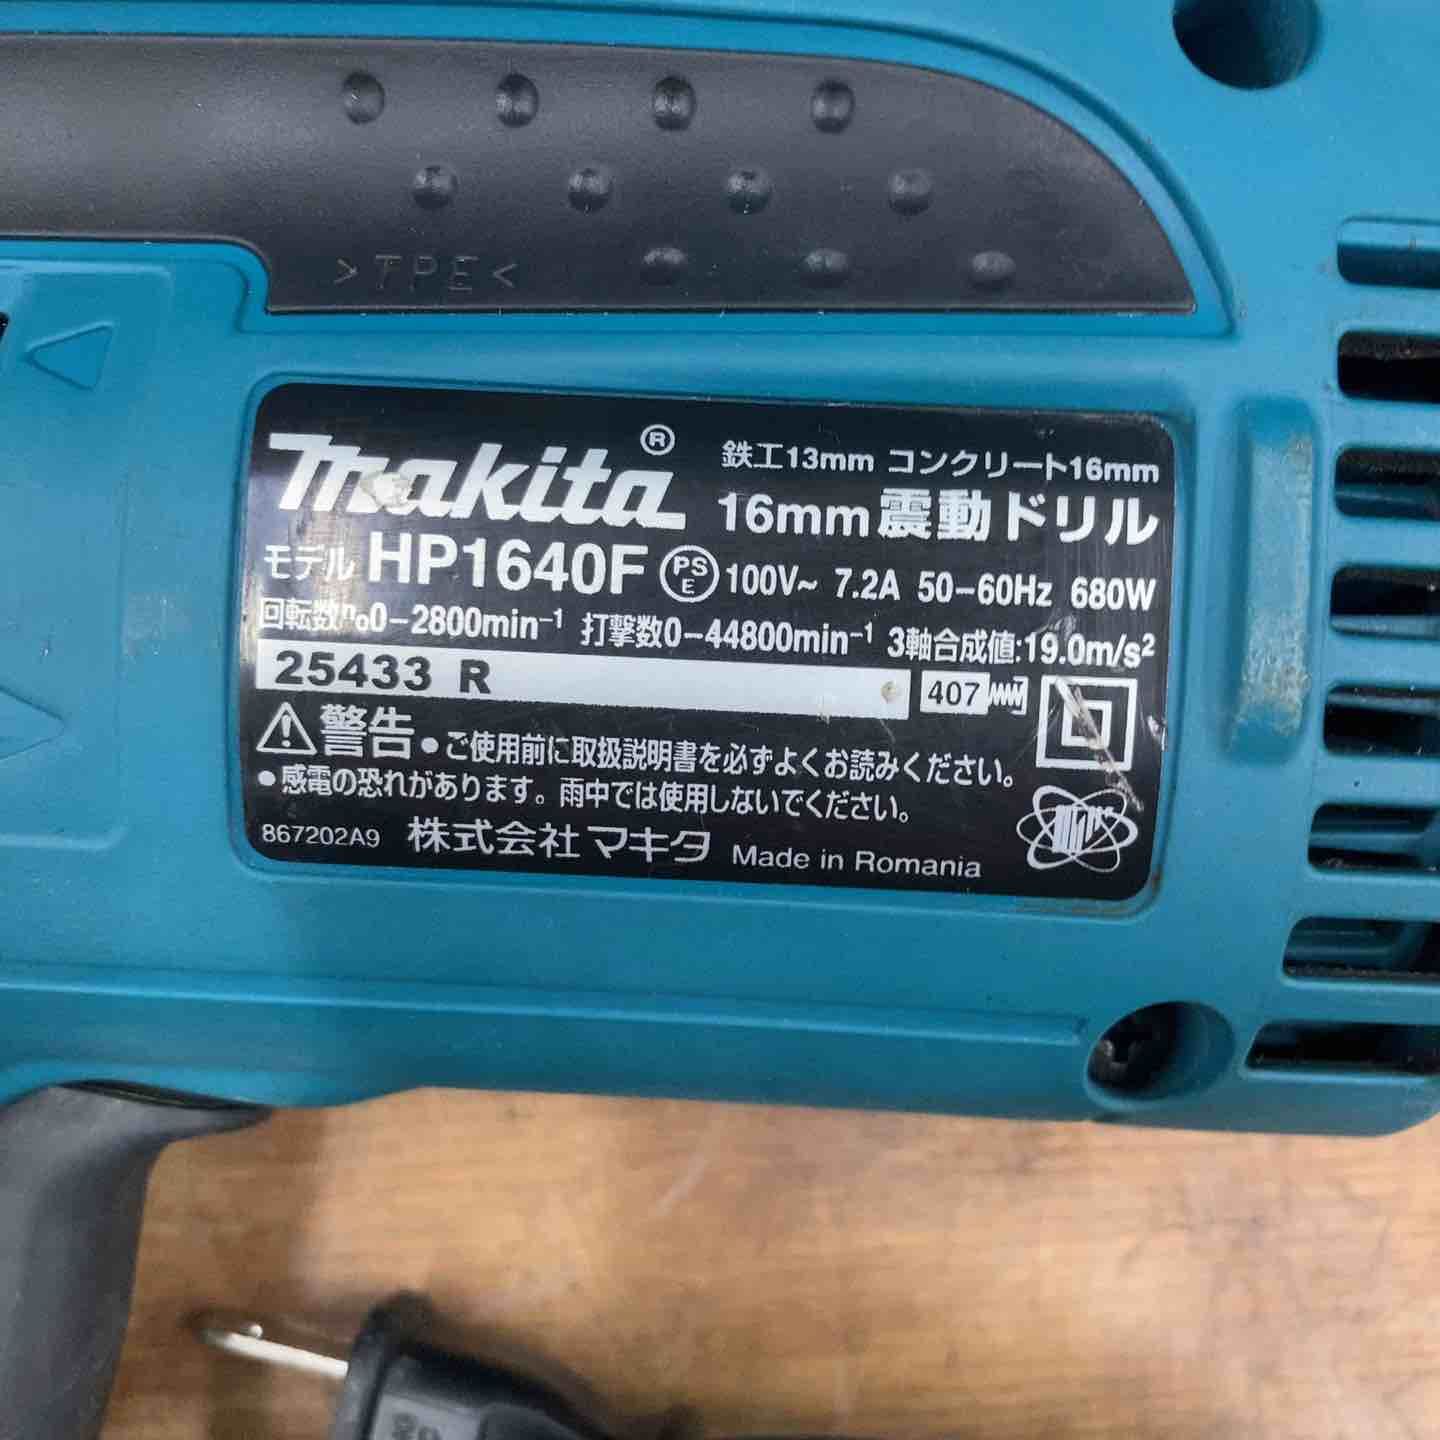 >TPE<
makita®
鉄工13mm コンクリート16mm
16mm震動ドリル
モデル HP1640F PSE 100V~ 7.2A 50-60Hz 680W
回転数n₀0-2800min⁻¹ 打撃数0-44800min⁻¹ 3軸合成値:19.0m/s²
25433 R
407
⚠警告 •ご使用前に取扱説明書を必ずよくお読みください。
•感電の恐れがあります。雨中では使用しないでください。
867202A9 株式会社マキタ Made in Romania